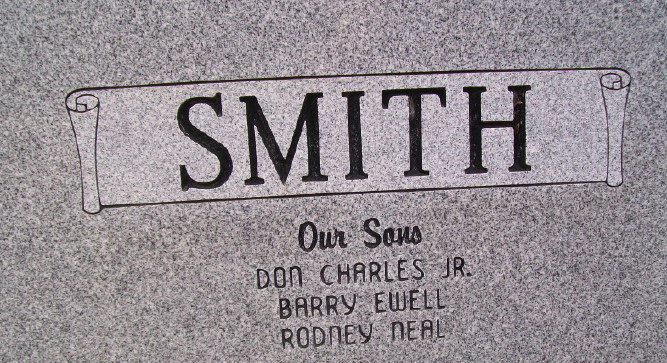 SMITH
Our Sons
DON CHARLES JR.
BARRY EWELL
RODNEY NEAL